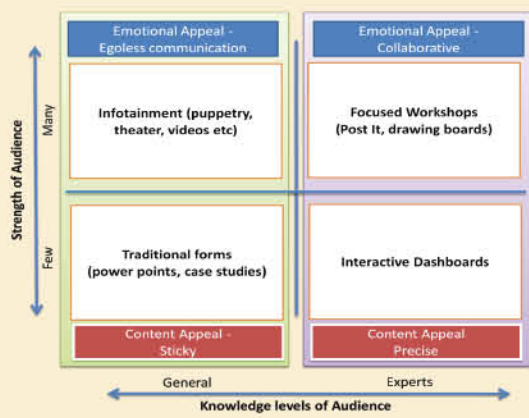 Emotional Appeal -
Egoless communication
Emotional Appeal -
Collaborative
Strength of Audience
Many
Infotainment (puppetry,
theater, videos etc)
Focused Workshops
(Post It, drawing boards)
Few
Traditional forms
(power points, case studies)
Interactive Dashboards
Content Appeal -
Sticky
Content Appeal
Precise
General
Experts
Knowledge levels of Audience